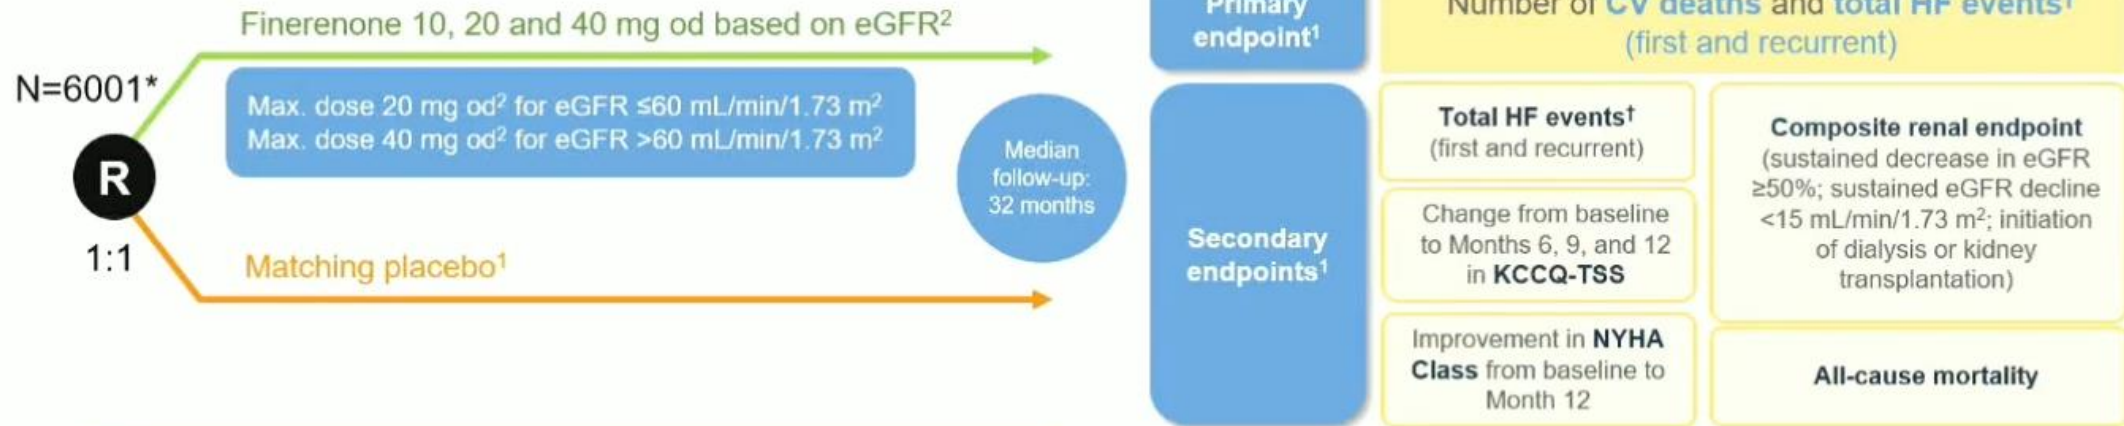 Finerenone 10, 20 and 40 mg od based on eGFR²
N=6001*
Max. dose 20 mg od² for eGFR ≤60 mL/min/1.73 m²
Max. dose 40 mg od² for eGFR >60 mL/min/1.73 m²
R
1:1
Matching placebo¹
Median
follow-up:
32 months
Primary
endpoint¹
Number of CV deaths and total HF events†
(first and recurrent)
Secondary
endpoints¹
Total HF events†
(first and recurrent)
Change from baseline
to Months 6, 9, and 12
in KCCQ-TSS
Improvement in NYHA
Class from baseline to
Month 12
Composite renal endpoint
(sustained decrease in eGFR
≥50%; sustained eGFR decline
<15 mL/min/1.73 m²; initiation
of dialysis or kidney
transplantation)
All-cause mortality